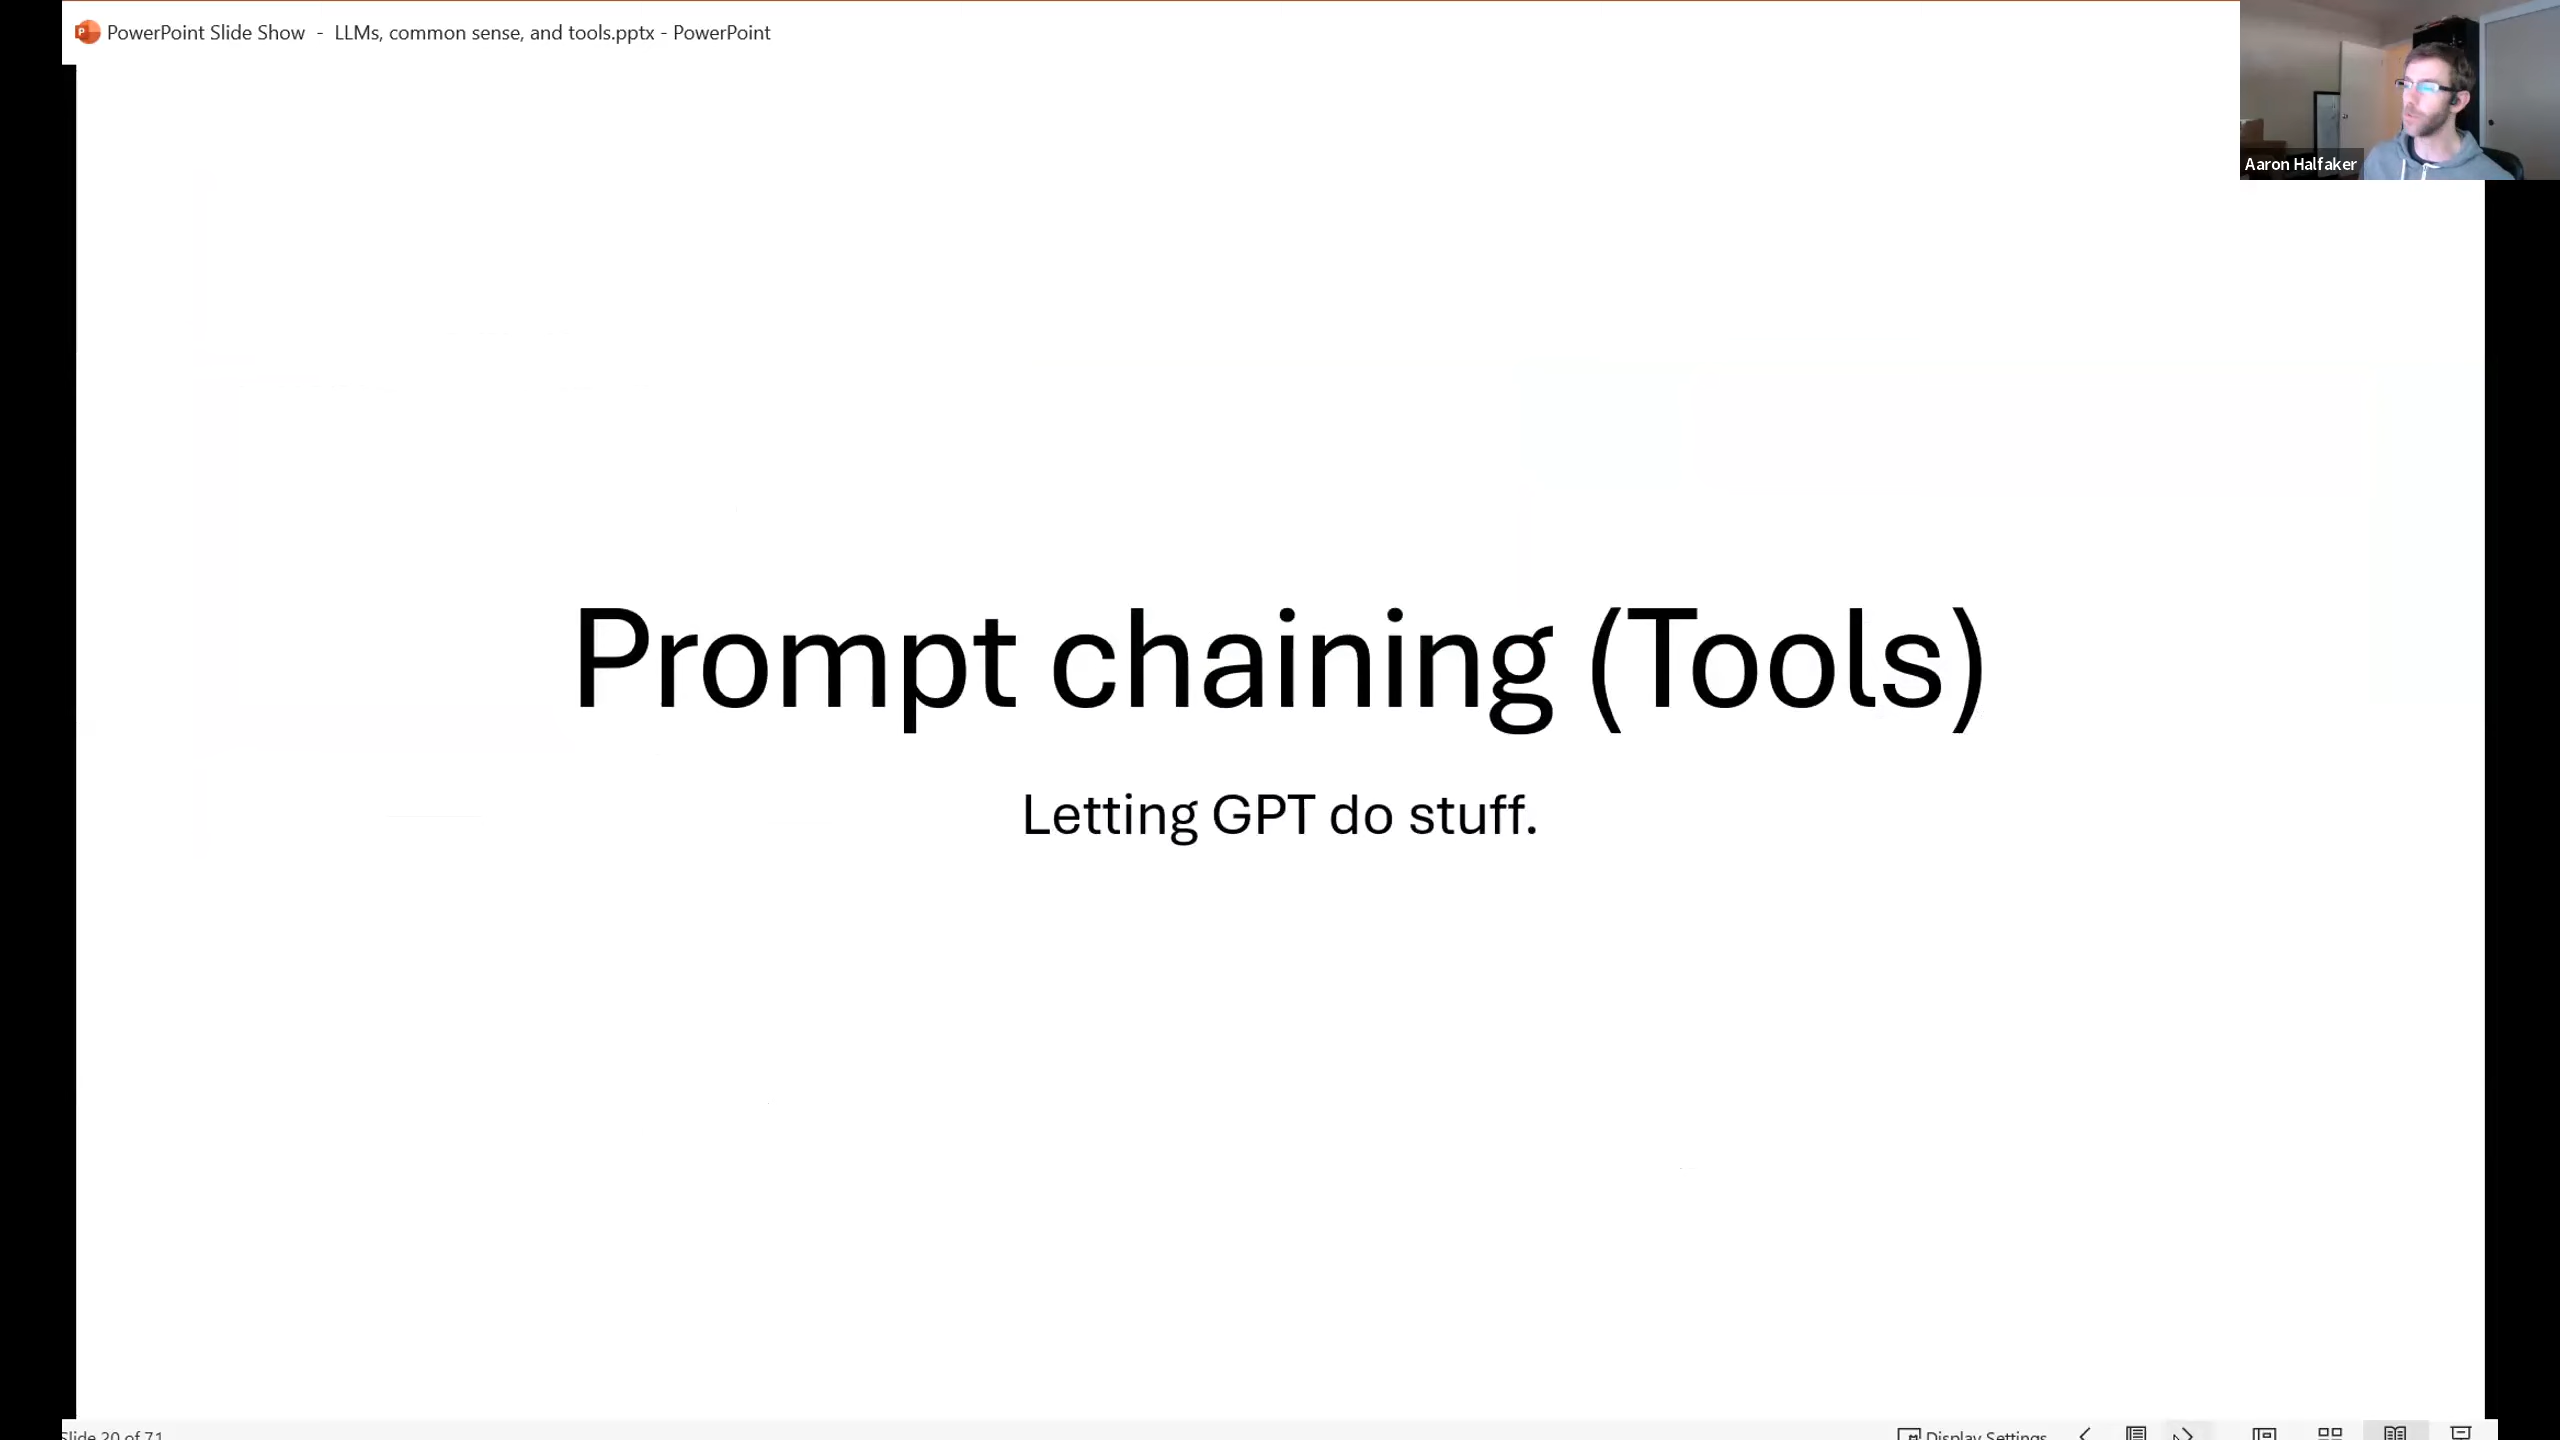 PowerPoint Slide Show - LLMs, common sense, and tools.pptx - PowerPoint
Aaron Halfaker
Prompt chaining (Tools)
Letting GPT do stuff.
Slide 20 of 71
Display Settings